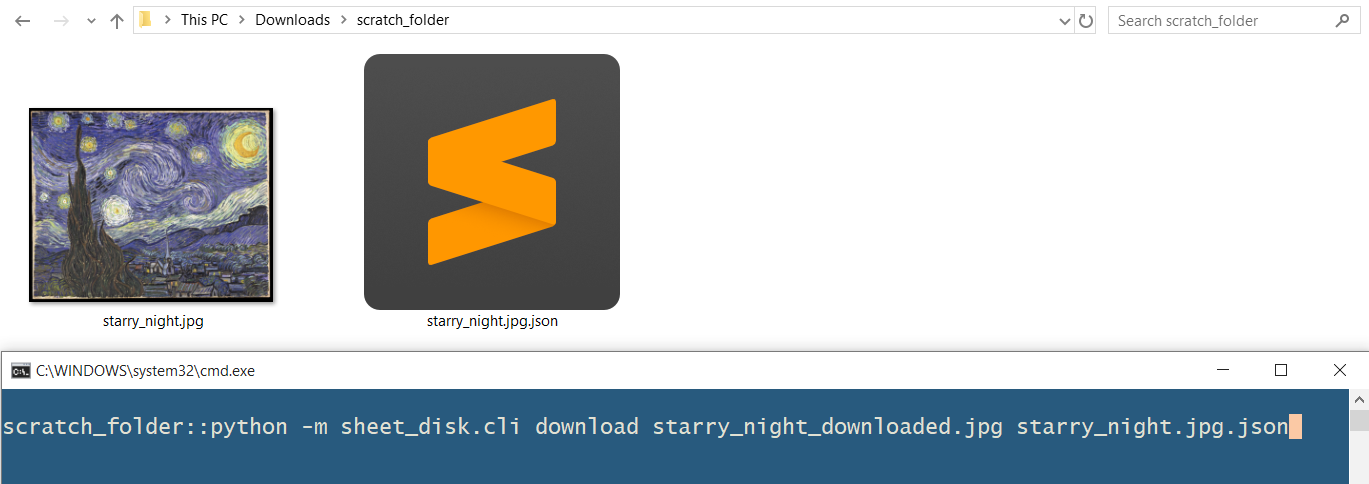 This PC > Downloads > scratch_folder
Search scratch_folder
starry_night.jpg
starry_night.jpg.json
C:\WINDOWS\system32\cmd.exe
scratch_folder::python -m sheet_disk.cli download starry_night_downloaded.jpg starry_night.jpg.json